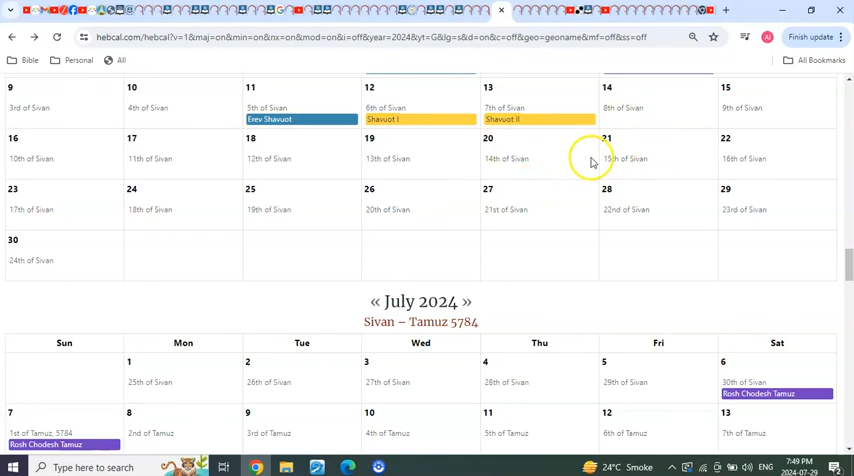 hebcal.com/hebcal?v=1&maj=on&min=on&nx=on&mod=on&i=off&year=2024&yt=G&lg=s&d=on&c=off&geo=geoname&mf=off&ss=off
AI
Finish update
Bible
Personal
All
All Bookmarks
9 10 11 12 13 14 15
3rd of Sivan 4th of Sivan 5th of Sivan 6th of Sivan 7th of Sivan 8th of Sivan 9th of Sivan
Erev Shavuot Shavuot I Shavuot II
16 17 18 19 20 21 22
10th of Sivan 11th of Sivan 12th of Sivan 13th of Sivan 14th of Sivan 15th of Sivan 16th of Sivan
23 24 25 26 27 28 29
17th of Sivan 18th of Sivan 19th of Sivan 20th of Sivan 21st of Sivan 22nd of Sivan 23rd of Sivan
30
24th of Sivan
« July 2024 »
Sivan – Tamuz 5784
Sun Mon Tue Wed Thu Fri Sat
1 2 3 4 5 6
25th of Sivan 26th of Sivan 27th of Sivan 28th of Sivan 29th of Sivan 30th of Sivan
Rosh Chodesh Tamuz
7 8 9 10 11 12 13
1st of Tamuz, 5784 2nd of Tamuz 3rd of Tamuz 4th of Tamuz 5th of Tamuz 6th of Tamuz 7th of Tamuz
Rosh Chodesh Tamuz
Type here to search
24°C Smoke
ENG
7:49 PM
2024-07-29
2